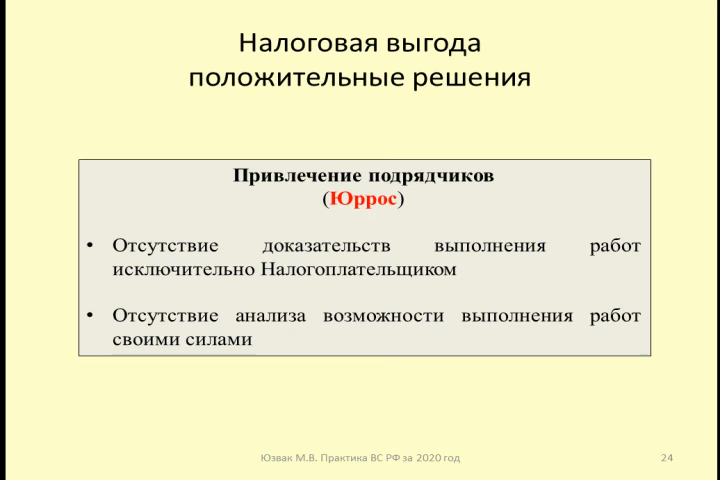 Налоговая выгода
положительные решения
Привлечение подрядчиков
(Юррос)
• Отсутствие доказательств выполнения работ
исключительно Налогоплательщиком
• Отсутствие анализа возможности выполнения работ
своими силами
Юзвак М.В. Практика ВС РФ за 2020 год
24